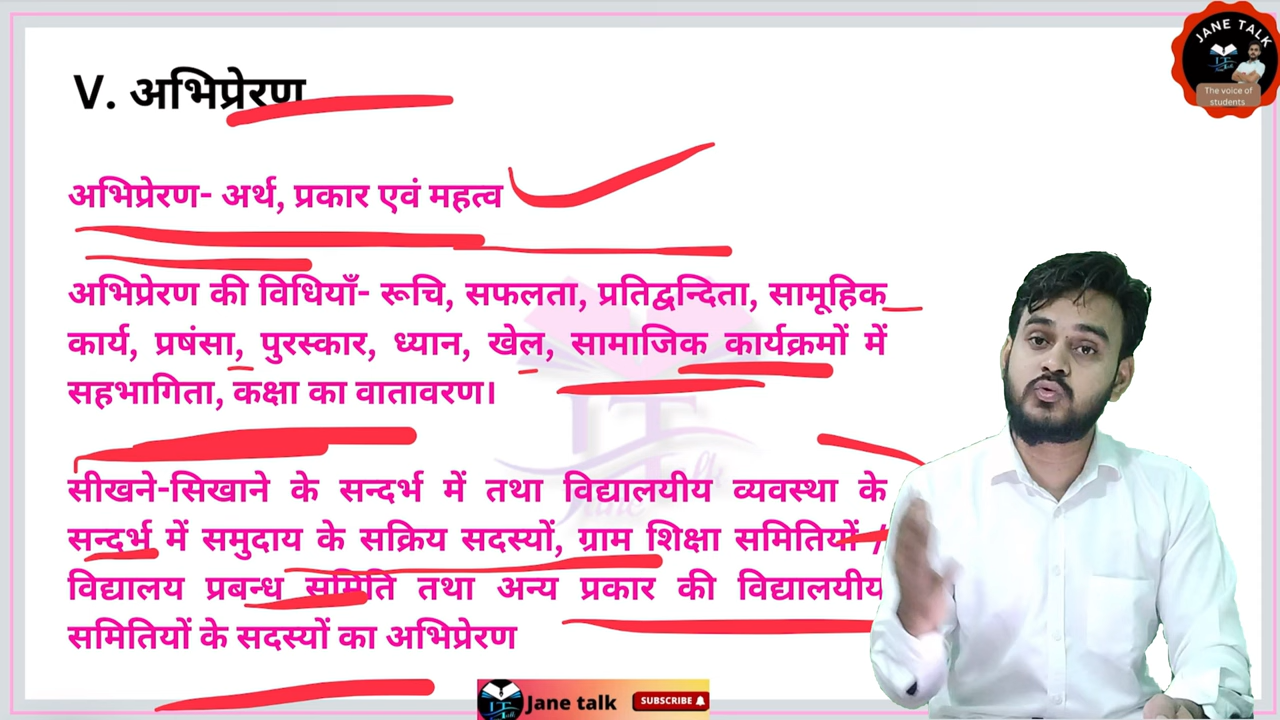 V. अभिप्रेरण
JANE TALK
The voice of
students
अभिप्रेरण- अर्थ, प्रकार एवं महत्व
अभिप्रेरण की विधियाँ- रूचि, सफलता, प्रतिद्वन्दिता, सामूहिक
कार्य, प्रषंसा, पुरस्कार, ध्यान, खेल, सामाजिक कार्यक्रमों में
सहभागिता, कक्षा का वातावरण।
सीखने-सिखाने के सन्दर्भ में तथा विद्यालयीय व्यवस्था के
सन्दर्भ में समुदाय के सक्रिय सदस्यों, ग्राम शिक्षा समितियों /
विद्यालय प्रबन्ध समिति तथा अन्य प्रकार की विद्यालयीय
समितियों के सदस्यों का अभिप्रेरण
Jane talk
SUBSCRIBE